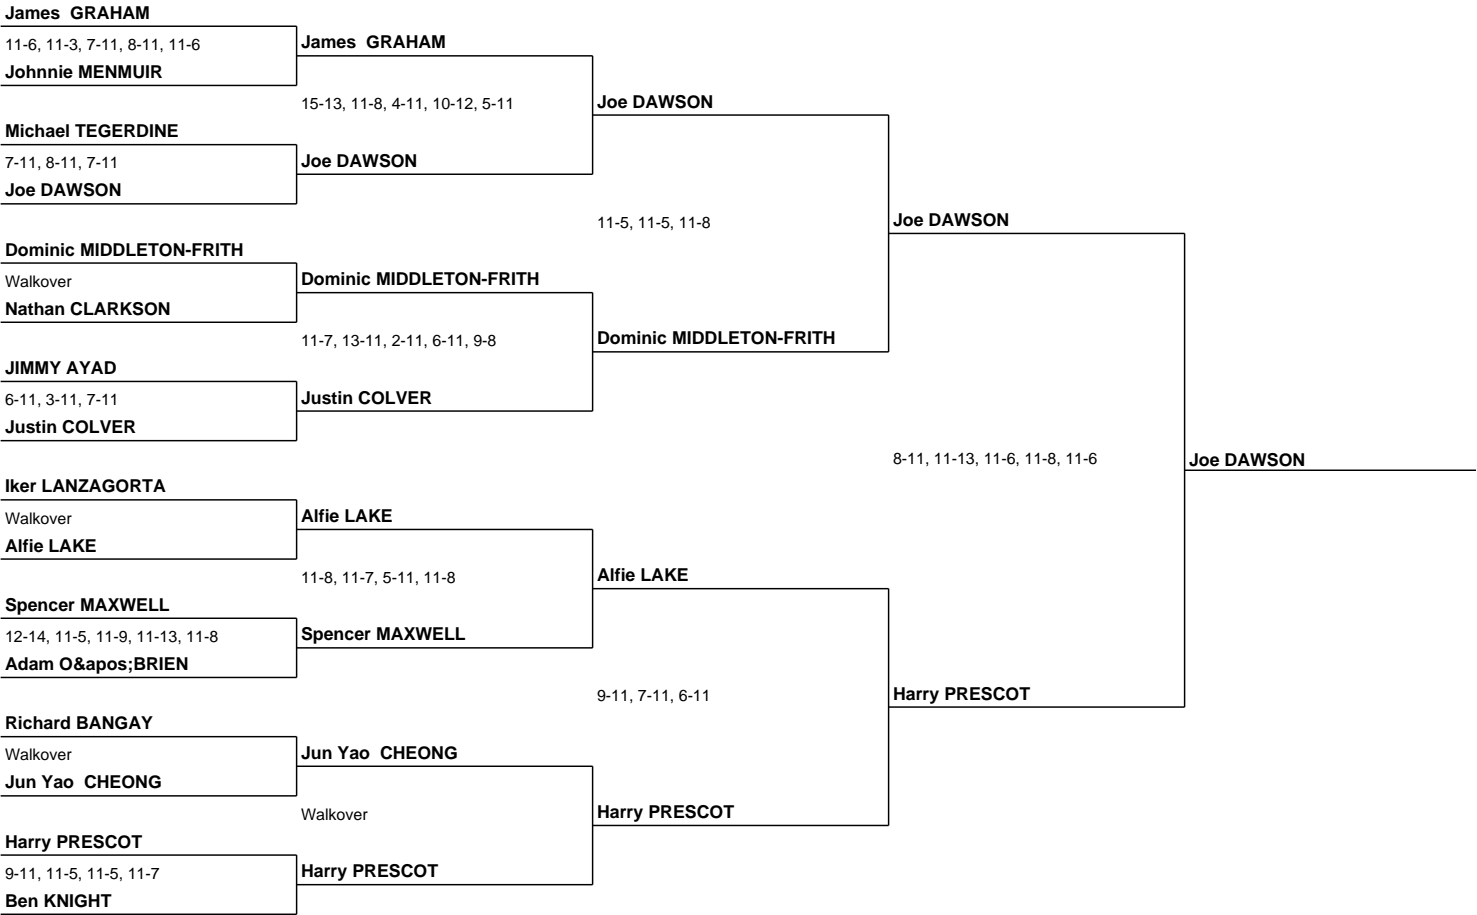 James  GRAHAM
11-6, 11-3, 7-11, 8-11, 11-6
Johnnie MENMUIR
Michael TEGERDINE
7-11, 8-11, 7-11
Joe DAWSON
Dominic MIDDLETON-FRITH
Walkover
Nathan CLARKSON
JIMMY AYAD
6-11, 3-11, 7-11
Justin COLVER
Iker LANZAGORTA
Walkover
Alfie LAKE
Spencer MAXWELL
12-14, 11-5, 11-9, 11-13, 11-8
Adam O&apos;BRIEN
Richard BANGAY
Walkover
Jun Yao  CHEONG
Harry PRESCOT
9-11, 11-5, 11-5, 11-7
Ben KNIGHT
James  GRAHAM
15-13, 11-8, 4-11, 10-12, 5-11
Joe DAWSON
Dominic MIDDLETON-FRITH
11-7, 13-11, 2-11, 6-11, 9-8
Justin COLVER
Alfie LAKE
11-8, 11-7, 5-11, 11-8
Spencer MAXWELL
Jun Yao  CHEONG
Walkover
Harry PRESCOT
Joe DAWSON
11-5, 11-5, 11-8
Dominic MIDDLETON-FRITH
Alfie LAKE
9-11, 7-11, 6-11
Harry PRESCOT
Joe DAWSON
8-11, 11-13, 11-6, 11-8, 11-6
Harry PRESCOT
Joe DAWSON